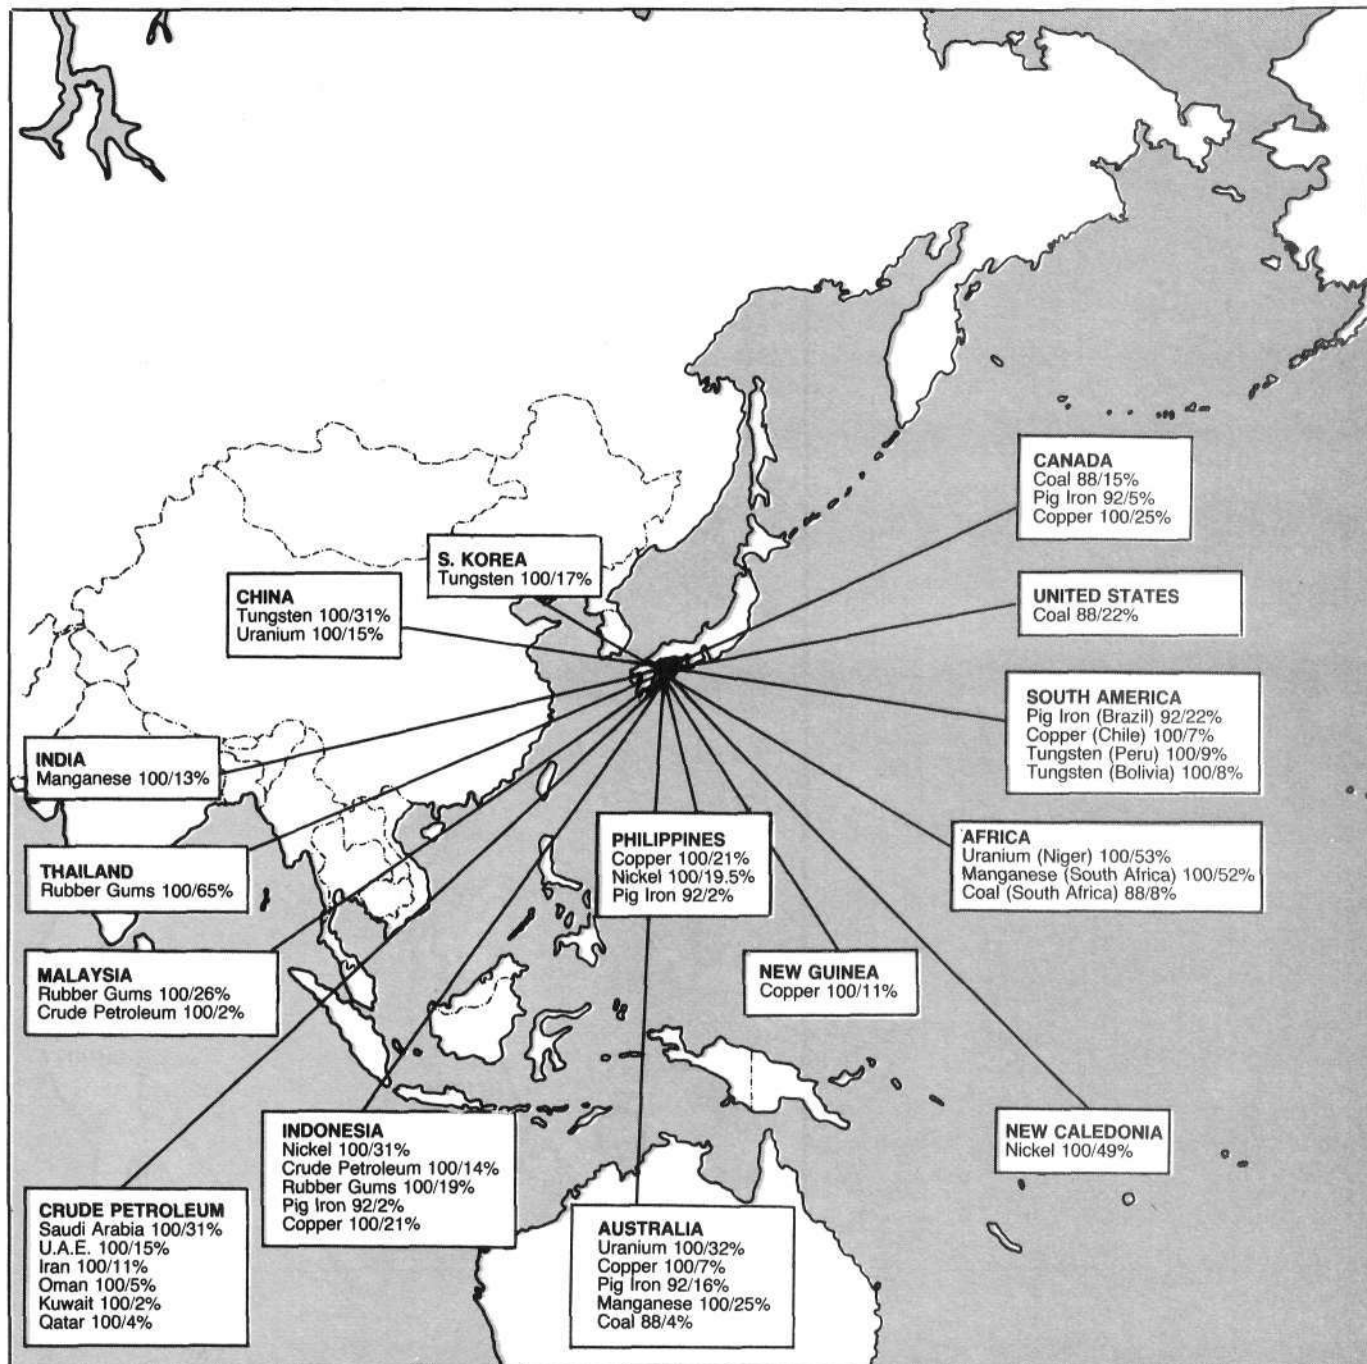 CANADA
Coal 88/15%
Pig Iron 92/5%
Copper 100/25%
S. KOREA
Tungsten 100/17%
CHINA
Tungsten 100/31%
Uranium 100/15%
UNITED STATES
Coal 88/22%
SOUTH AMERICA
Pig Iron (Brazil) 92/22%
Copper (Chile) 100/7%
Tungsten (Peru) 100/9%
Tungsten (Bolivia) 100/8%
INDIA
Manganese 100/13%
THAILAND
Rubber Gums 100/65%
PHILIPPINES
Copper 100/21%
Nickel 100/19.5%
Pig Iron 92/2%
AFRICA
Uranium (Niger) 100/53%
Manganese (South Africa) 100/52%
Coal (South Africa) 88/8%
MALAYSIA
Rubber Gums 100/26%
Crude Petroleum 100/2%
NEW GUINEA
Copper 100/11%
INDONESIA
Nickel 100/31%
Crude Petroleum 100/14%
Rubber Gums 100/19%
Pig Iron 92/2%
Copper 100/21%
NEW CALEDONIA
Nickel 100/49%
CRUDE PETROLEUM
Saudi Arabia 100/31%
U.A.E. 100/15%
Iran 100/11%
Oman 100/5%
Kuwait 100/2%
Qatar 100/4%
AUSTRALIA
Uranium 100/32%
Copper 100/7%
Pig Iron 92/16%
Manganese 100/25%
Coal 88/4%